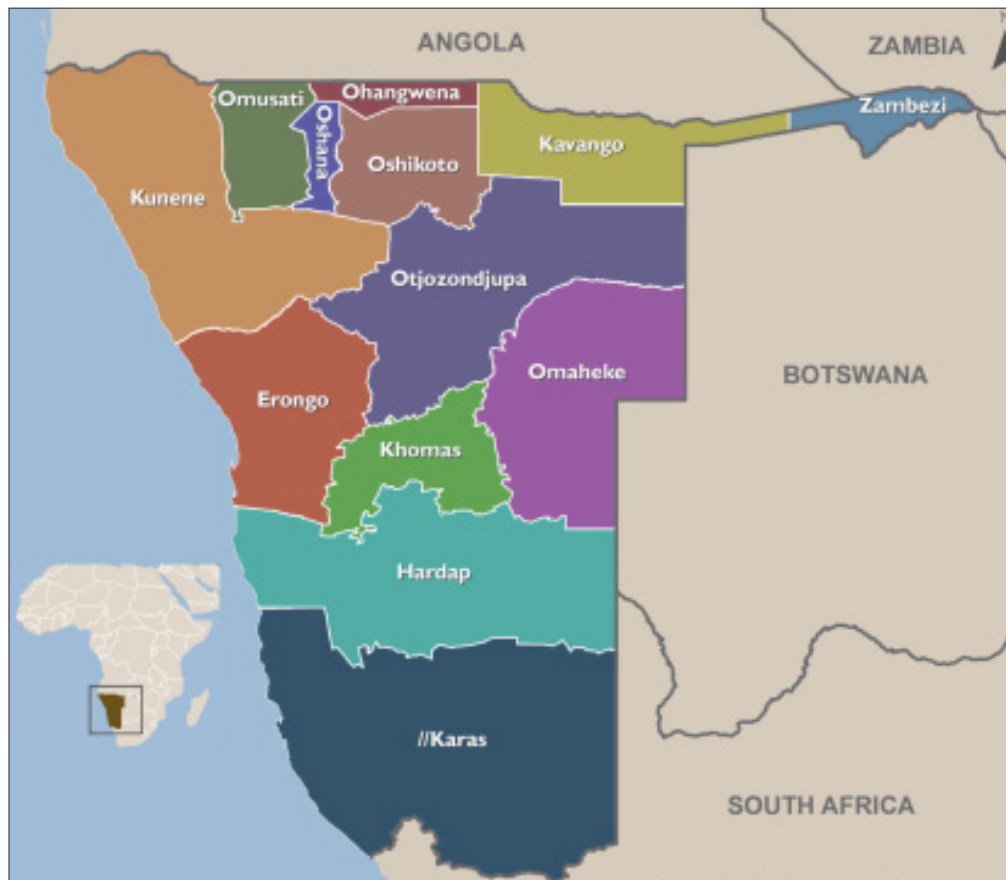 ANGOLA
ZAMBIA
Omusati
Ohangwena
Zambezi
Oshana
Oshikoto
Kavango
Kunene
Otjozondjupa
Omaheke
BOTSWANA
Erongo
Khomas
Hardap
//Karas
SOUTH AFRICA